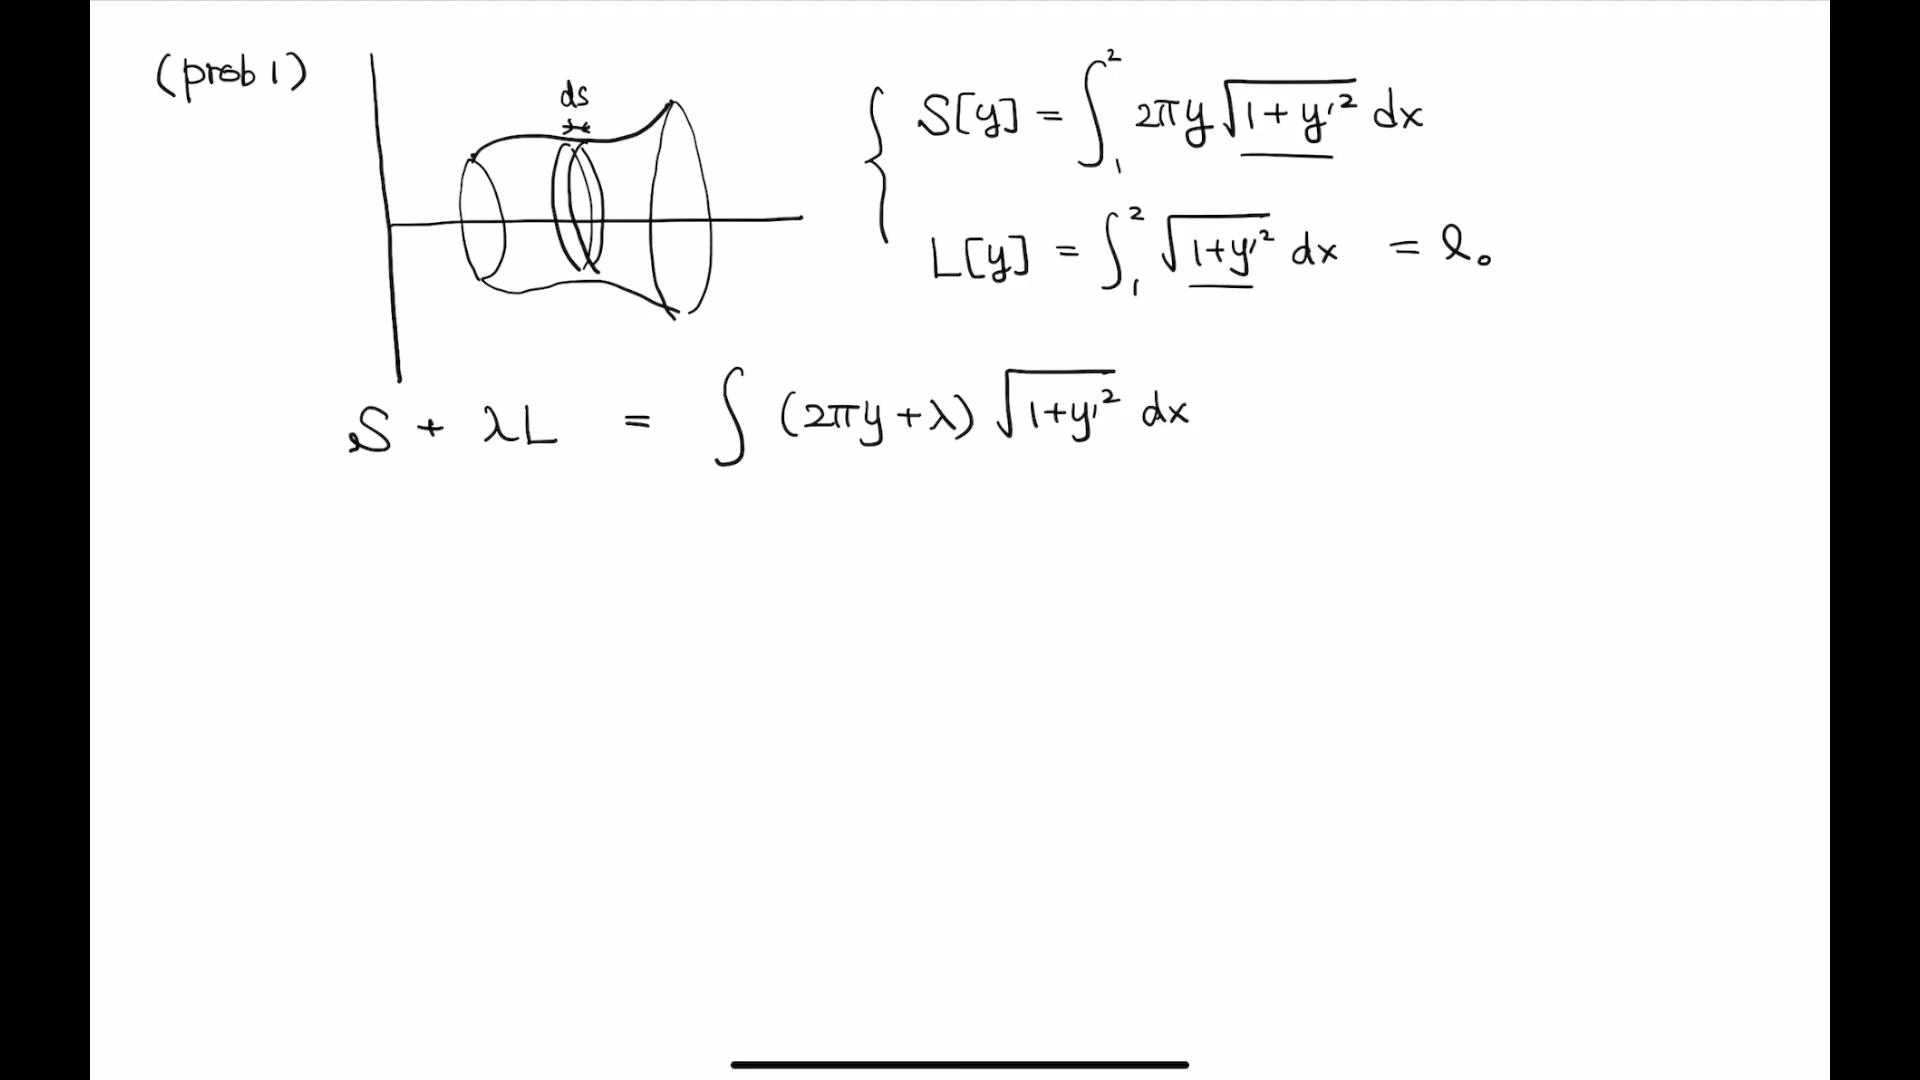 (prob 1)
ds
S[y] = ∫₁² 2πy √(1 + y'²) dx
L[y] = ∫₁² √(1+y'²) dx = l₀
S + λL = ∫ (2πy + λ) √(1+y'²) dx